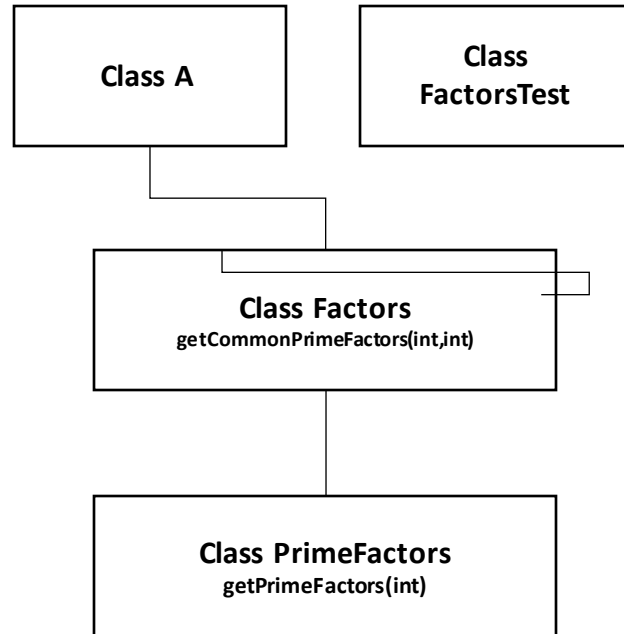 Class A
Class
FactorsTest
Class Factors
getCommonPrimeFactors(int,int)
Class PrimeFactors
getPrimeFactors(int)